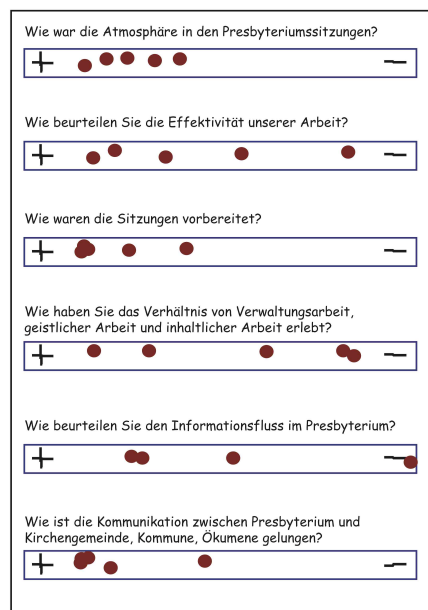 Wie war die Atmosphäre in den Presbyteriumssitzungen?
+ −
Wie beurteilen Sie die Effektivität unserer Arbeit?
+ −
Wie waren die Sitzungen vorbereitet?
+ −
Wie haben Sie das Verhältnis von Verwaltungsarbeit,
geistlicher Arbeit und inhaltlicher Arbeit erlebt?
+ −
Wie beurteilen Sie den Informationsfluss im Presbyterium?
+ −
Wie ist die Kommunikation zwischen Presbyterium und
Kirchengemeinde, Kommune, Ökumene gelungen?
+ −